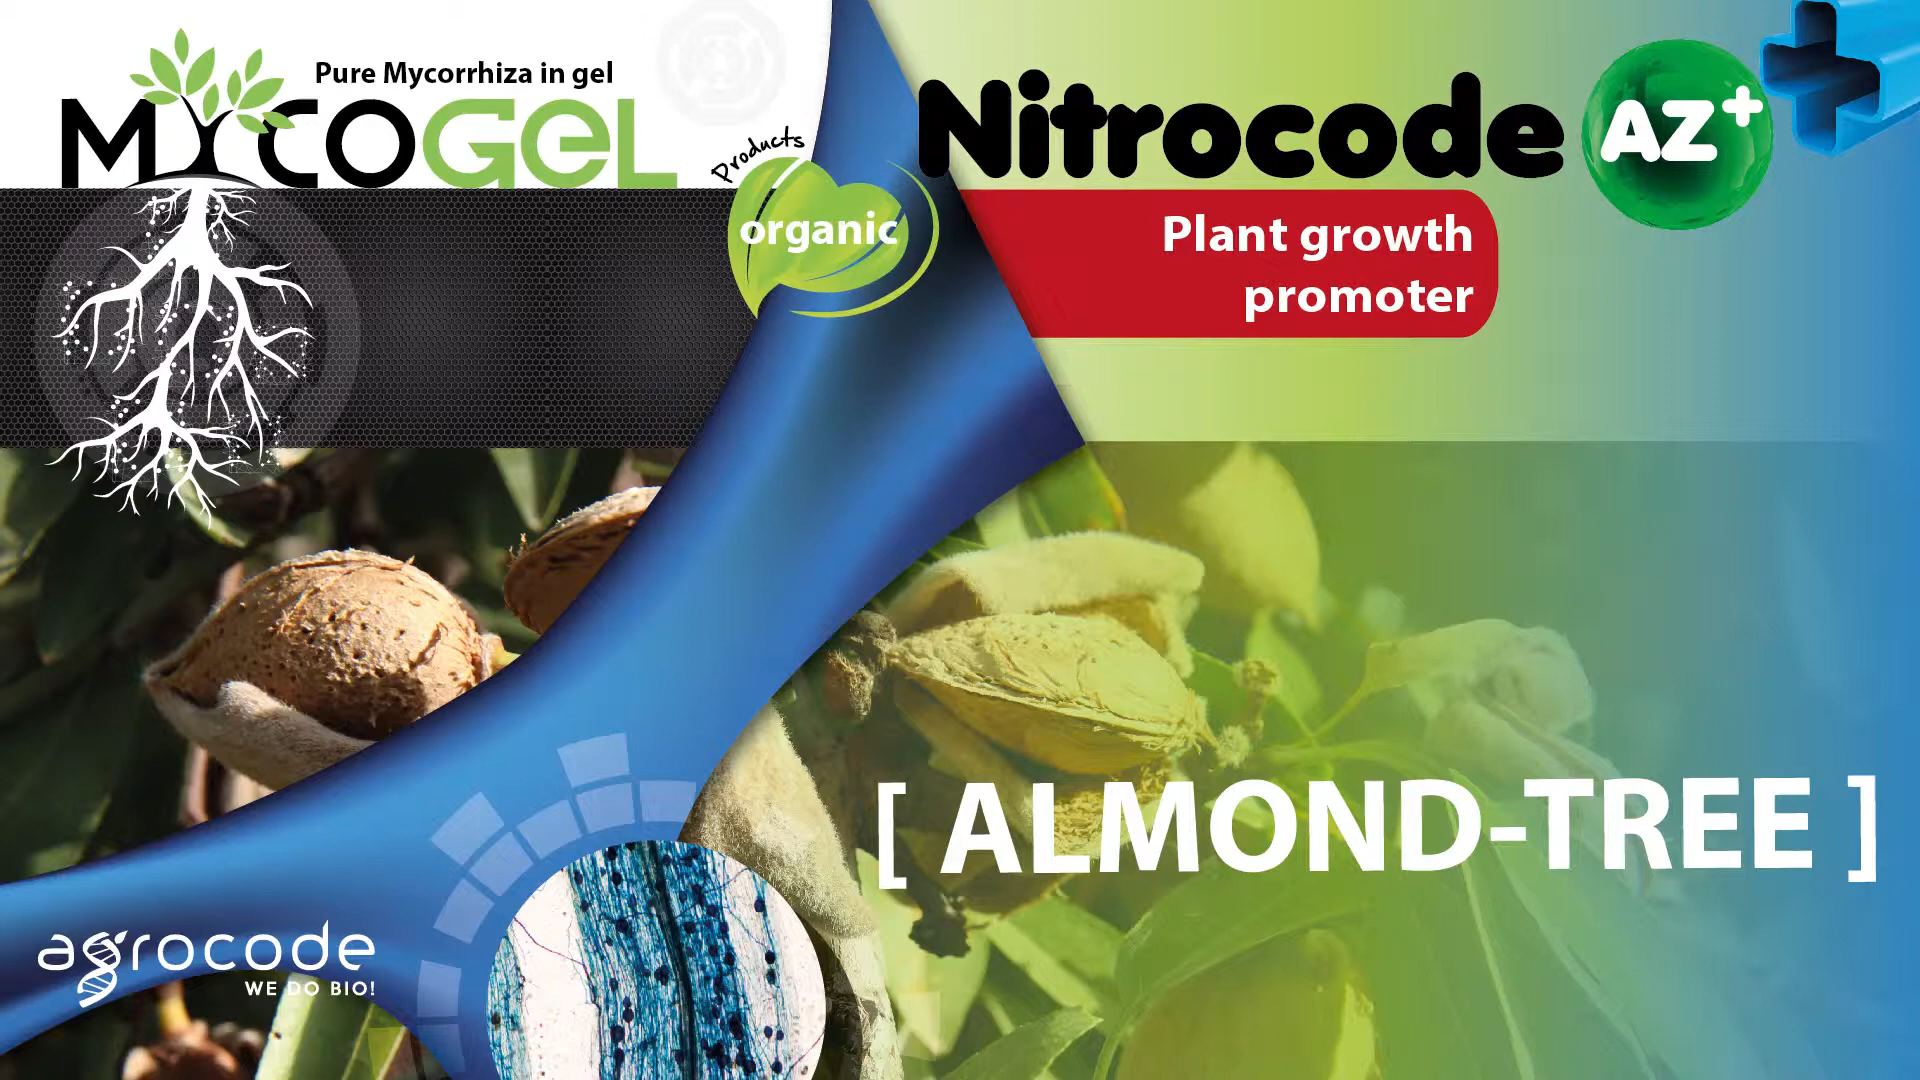 Pure Mycorrhiza in gel
MYCOGEL
Products
organic
Nitrocode AZ+
Plant growth
promoter
[ ALMOND-TREE ]
agrocode
WE DO BIO!